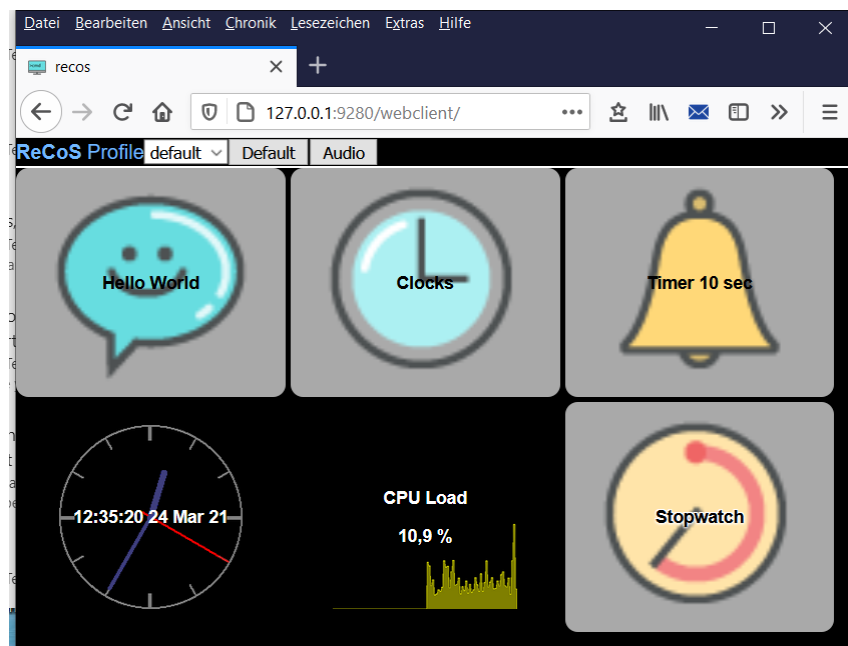 Datei Bearbeiten Ansicht Chronik Lesezeichen Extras Hilfe
recos
127.0.0.1:9280/webclient/
ReCoS Profile default Default Audio
Hello World
Clocks
Timer 10 sec
12:35:20 24 Mar 21
CPU Load
10,9 %
Stopwatch